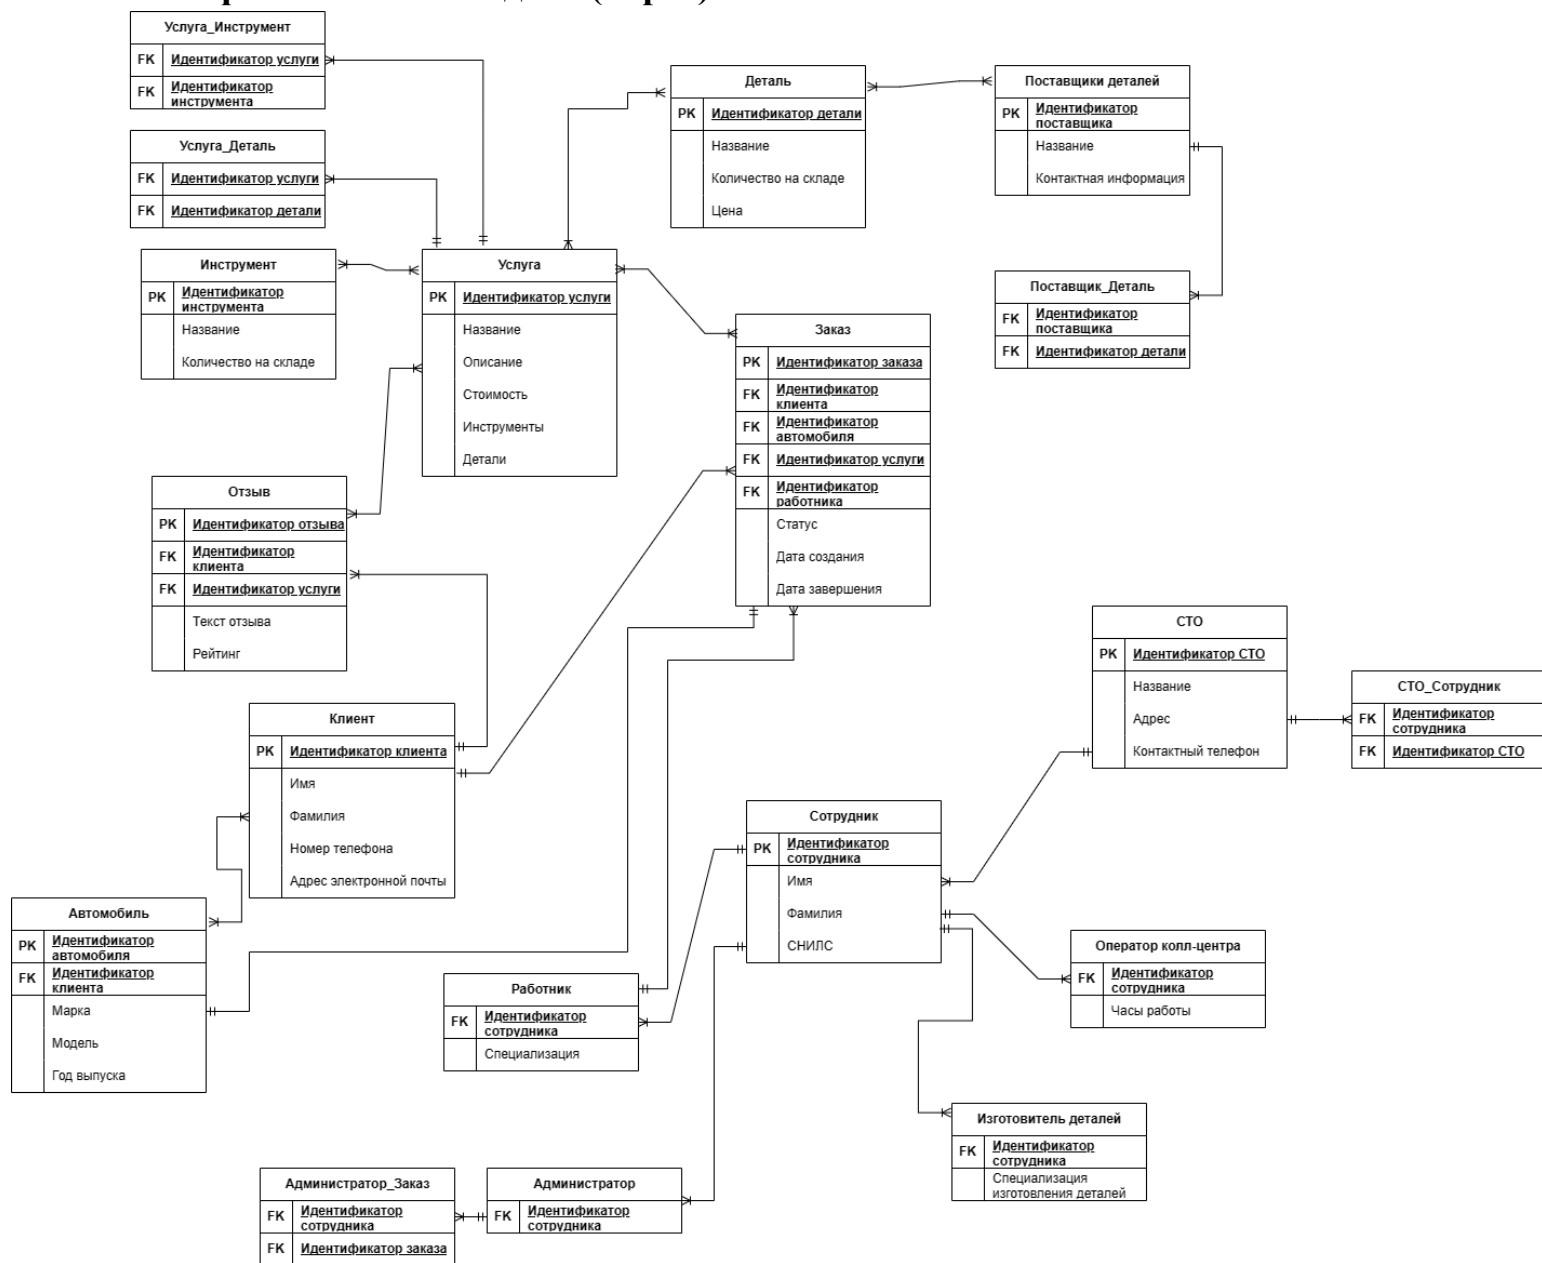 Услуга_Инструмент
FK Идентификатор услуги
FK Идентификатор
инструмента
Услуга_Деталь
FK Идентификатор услуги
FK Идентификатор детали
Деталь
PK Идентификатор детали
Название
Количество на складе
Цена
Поставщики деталей
PK Идентификатор
поставщика
Название
Контактная информация
Инструмент
PK Идентификатор
инструмента
Название
Количество на складе
Услуга
PK Идентификатор услуги
Название
Описание
Стоимость
Инструменты
Детали
Поставщик_Деталь
FK Идентификатор
поставщика
FK Идентификатор детали
Заказ
PK Идентификатор заказа
FK Идентификатор
клиента
FK Идентификатор
автомобиля
FK Идентификатор услуги
FK Идентификатор
работника
Статус
Дата создания
Дата завершения
Отзыв
PK Идентификатор отзыва
FK Идентификатор
клиента
FK Идентификатор услуги
Текст отзыва
Рейтинг
СТО
PK Идентификатор СТО
Название
Адрес
Контактный телефон
СТО_Сотрудник
FK Идентификатор
сотрудника
FK Идентификатор СТО
Клиент
PK Идентификатор клиента
Имя
Фамилия
Номер телефона
Адрес электронной почты
Сотрудник
PK Идентификатор
сотрудника
Имя
Фамилия
СНИЛС
Автомобиль
PK Идентификатор
автомобиля
FK Идентификатор
клиента
Марка
Модель
Год выпуска
Работник
FK Идентификатор
сотрудника
Специализация
Оператор колл-центра
FK Идентификатор
сотрудника
Часы работы
Изготовитель деталей
FK Идентификатор
сотрудника
Специализация
изготовления деталей
Администратор_Заказ
FK Идентификатор
сотрудника
FK Идентификатор заказа
Администратор
FK Идентификатор
сотрудника